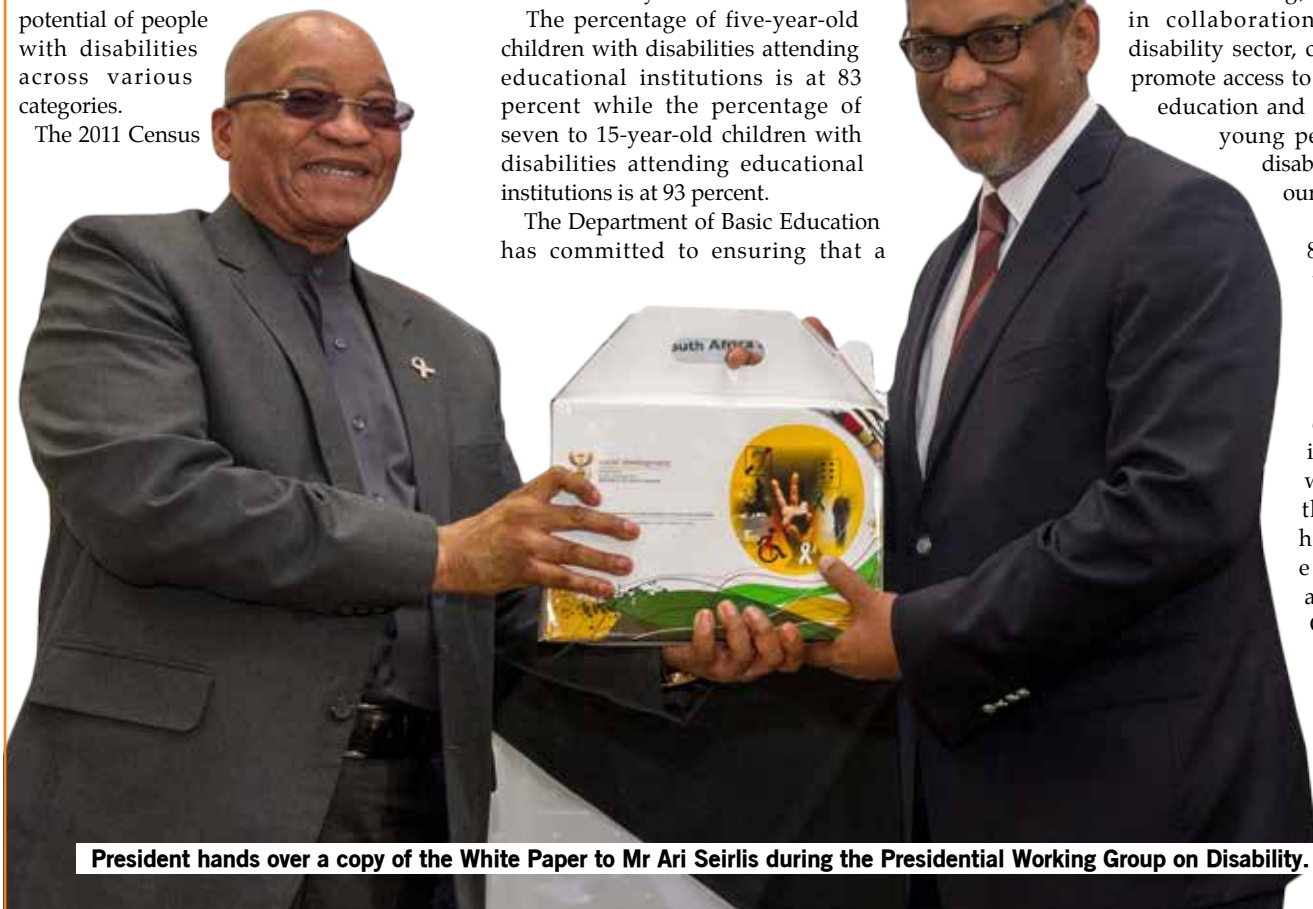 potential of people
with disabilities
across various
categories.
The 2011 Census
The percentage of five-year-old
children with disabilities attending
educational institutions is at 83
percent while the percentage of
seven to 15-year-old children with
disabilities attending educational
institutions is at 93 percent.
The Department of Basic Education
has committed to ensuring that a
in collaboration
disability sector,
promote access to
education and
young
South Africa
social development
President hands over a copy of the White Paper to Mr Ari Seirlis during the Presidential Working Group on Disability.